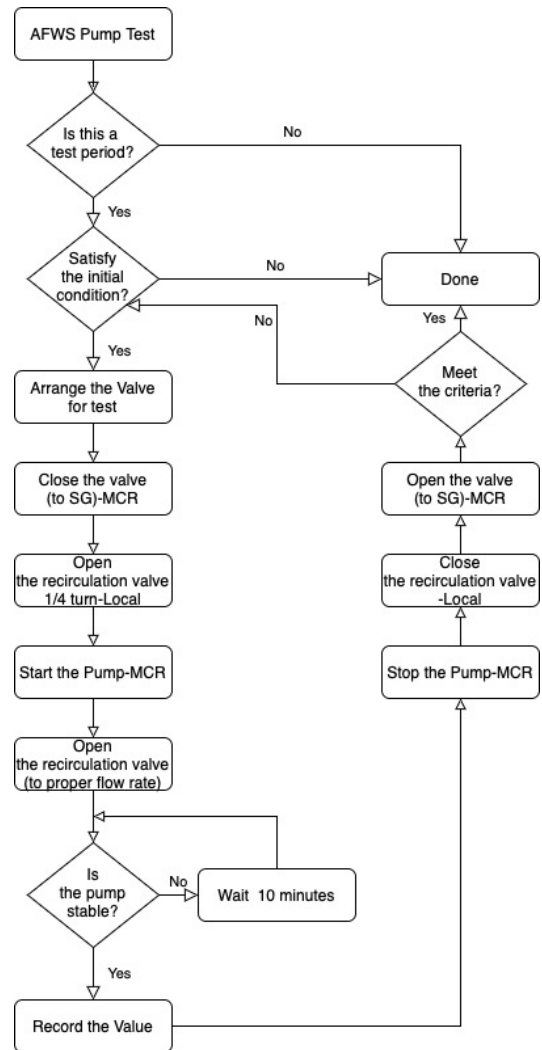 AFWS Pump Test
Is this a
test period?
No
Yes
Satisfy
the initial
condition?
No
Done
No
Yes
Yes
Meet
the criteria?
Arrange the Valve
for test
Close the valve
(to SG)-MCR
Open the valve
(to SG)-MCR
Open
the recirculation valve
1/4 turn-Local
Close
the recirculation valve
-Local
Start the Pump-MCR
Stop the Pump-MCR
Open
the recirculation valve
(to proper flow rate)
Is
the pump
stable?
No
Wait 10 minutes
Yes
Record the Value